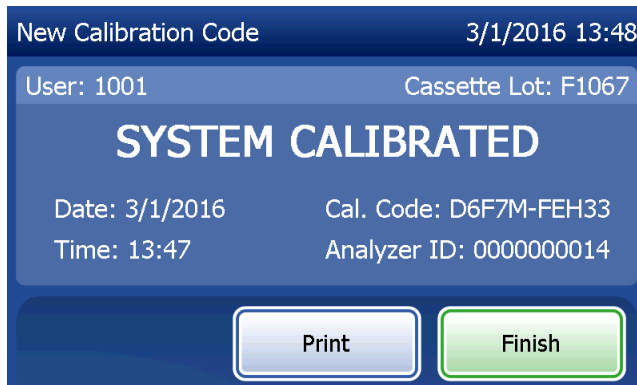 New Calibration Code 3/1/2016 13:48
User: 1001 Cassette Lot: F1067
SYSTEM CALIBRATED
Date: 3/1/2016 Cal. Code: D6F7M-FEH33
Time: 13:47 Analyzer ID: 0000000014
Print Finish